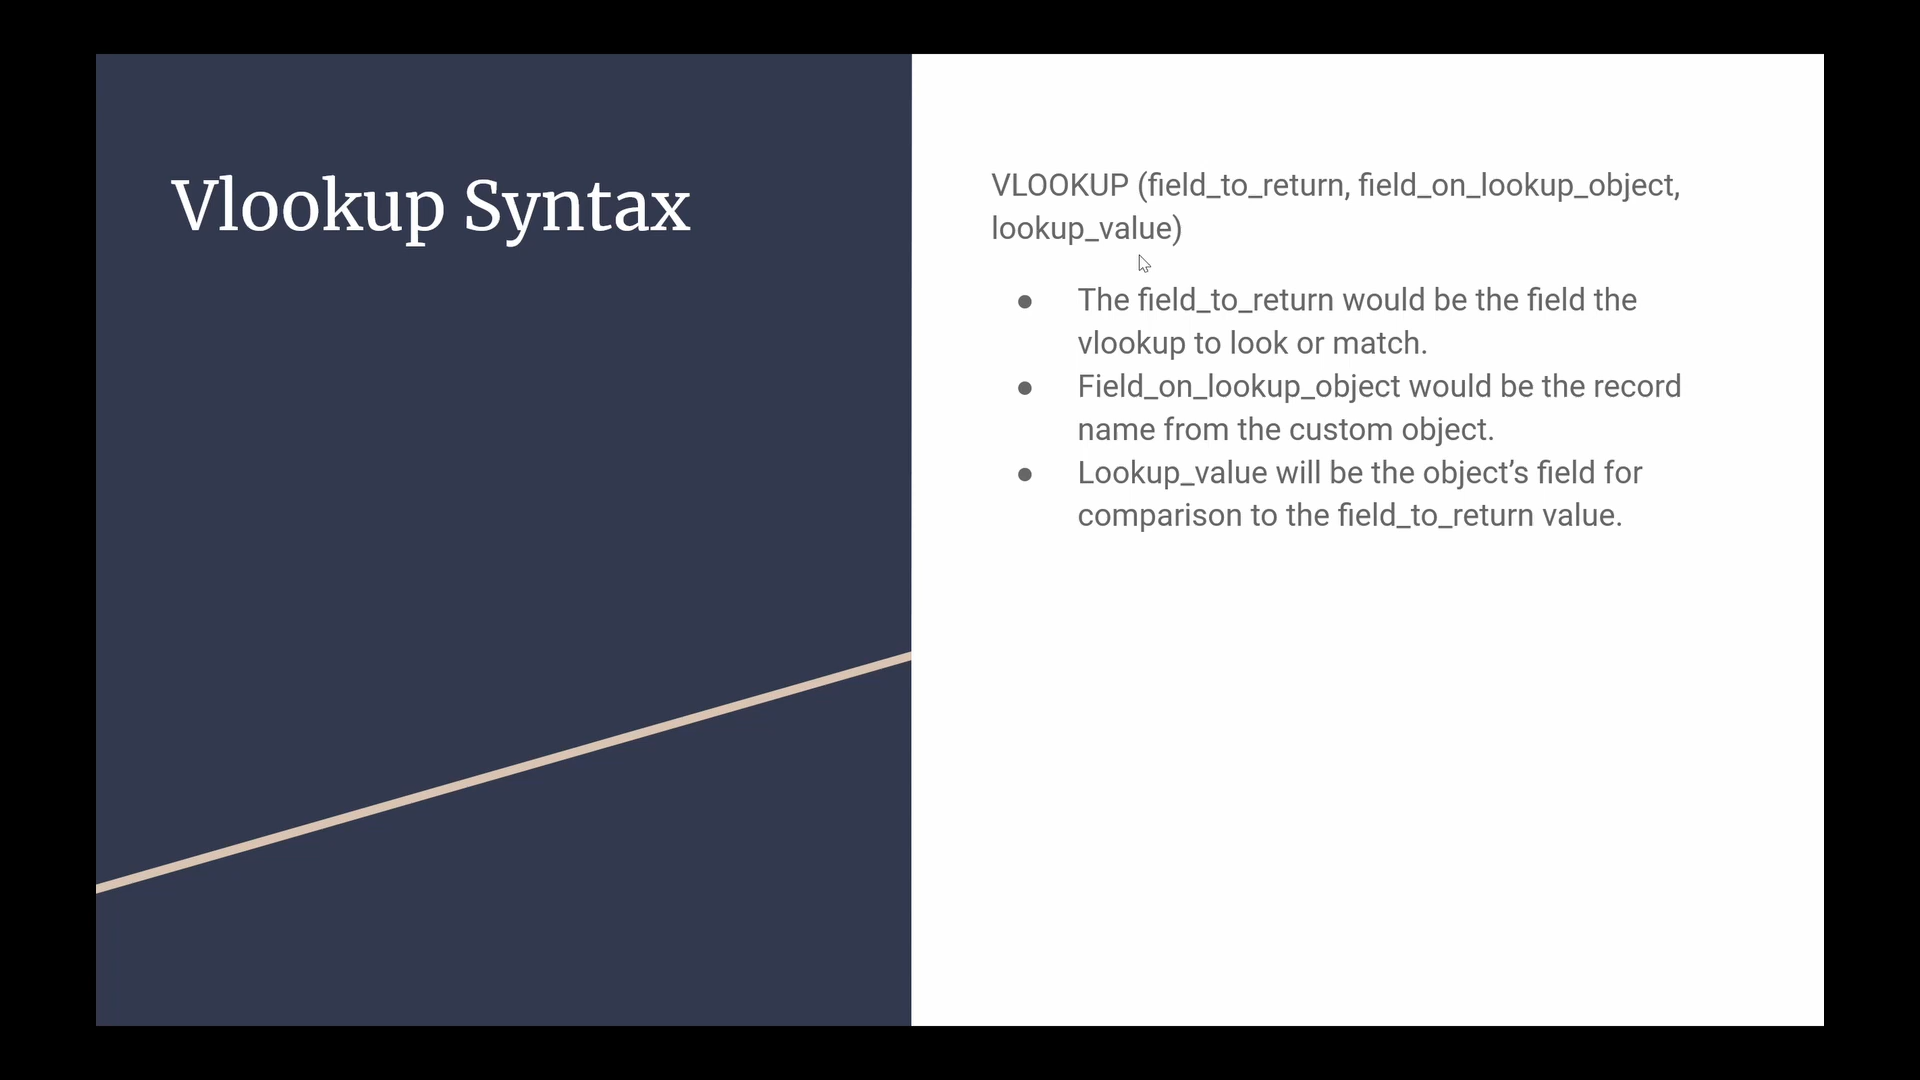 Vlookup Syntax
VLOOKUP (field_to_return, field_on_lookup_object,
lookup_value)
● The field_to_return would be the field the
vlookup to look or match.
● Field_on_lookup_object would be the record
name from the custom object.
● Lookup_value will be the object’s field for
comparison to the field_to_return value.